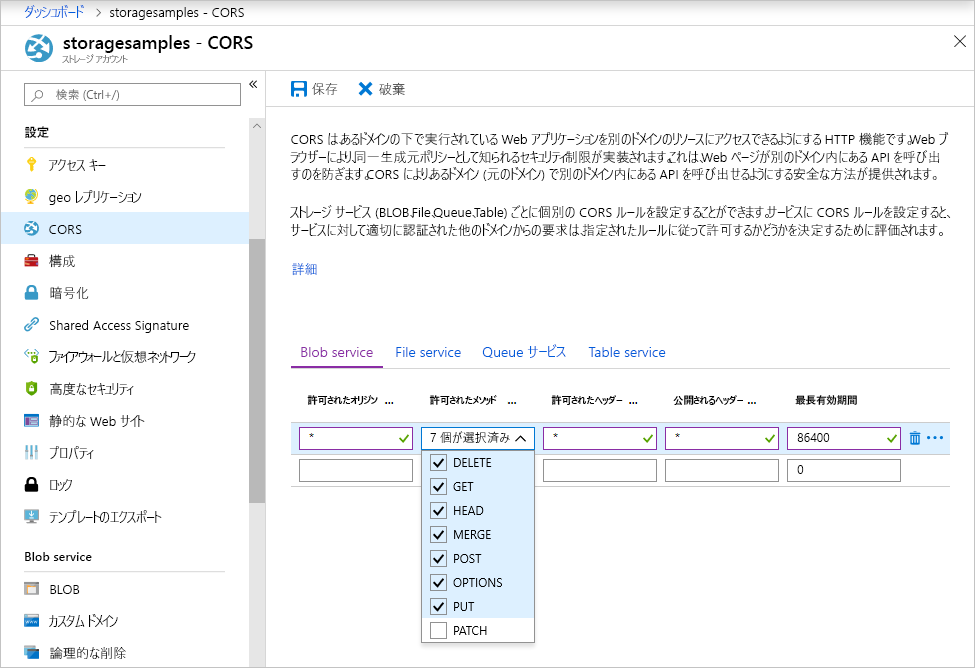 ダッシュボード > storagesamples - CORS
storagesamples - CORS
ストレージ アカウント
検索 (Ctrl+/)
«
保存
破棄
設定
アクセス キー
geo レプリケーション
CORS
構成
暗号化
Shared Access Signature
ファイアウォールと仮想ネットワーク
高度なセキュリティ
静的な Web サイト
プロパティ
ロック
テンプレートのエクスポート
Blob service
BLOB
カスタム ドメイン
論理的な削除
CORS は、あるドメインの下で実行されている Web アプリケーションを別のドメインのリソースにアクセスできるようにする HTTP 機能です。Web ブ
ラウザーにより、同一生成元ポリシーとして知られるセキュリティ制限が実装されます。これは、Web ページが別のドメイン内にある API を呼び出
すのを防ぎます。CORS によりあるドメイン (元のドメイン) で別のドメイン内にある API を呼び出せるようにする安全な方法が提供されます。
ストレージ サービス (BLOB、File、Queue、Table) ごとに個別の CORS ルールを設定することができます。サービスに CORS ルールを設定すると、
サービスに対して適切に認証された他のドメインからの要求は、指定されたルールに従って許可するかどうかを決定するために評価されます。
詳細
Blob service File service Queue サービス Table service
許可されたオリジン ... 許可されたメソッド ... 許可されたヘッダー ... 公開されるヘッダー ... 最長有効期間
* 7 個が選択済み * * 86400 ...
0
DELETE
GET
HEAD
MERGE
POST
OPTIONS
PUT
PATCH